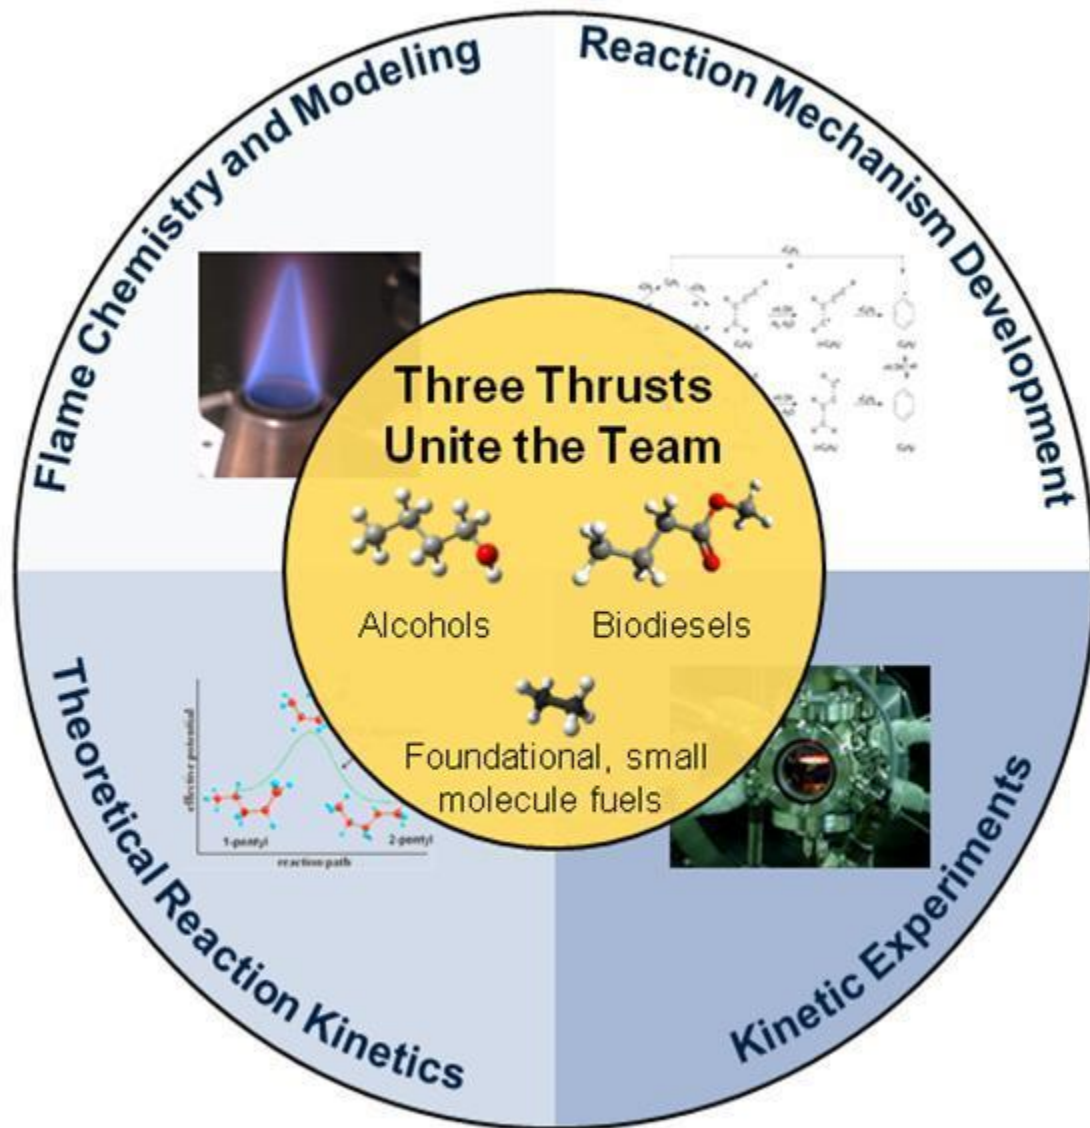 Flame Chemistry and Modeling
Reaction Mechanism Development
Three Thrusts
Unite the Team
Alcohols
Biodiesels
Foundational, small
molecule fuels
effective potential
1-pentyl
2-pentyl
reaction path
Theoretical Reaction Kinetics
Kinetic Experiments